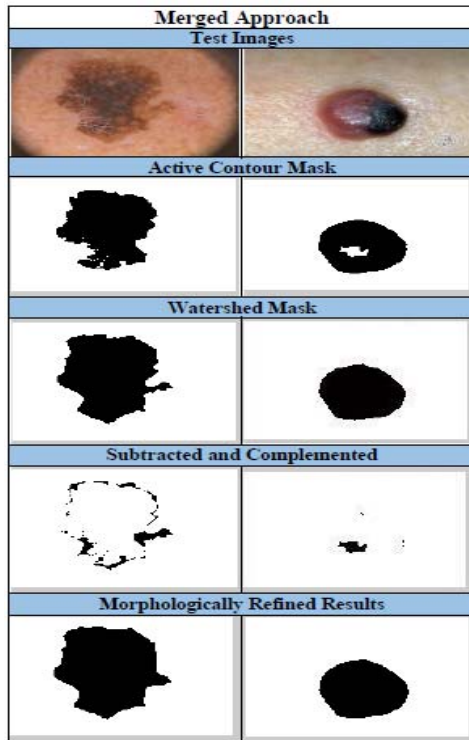 Merged Approach
Test Images
Active Contour Mask
Watershed Mask
Subtracted and Complemented
Morphologically Refined Results